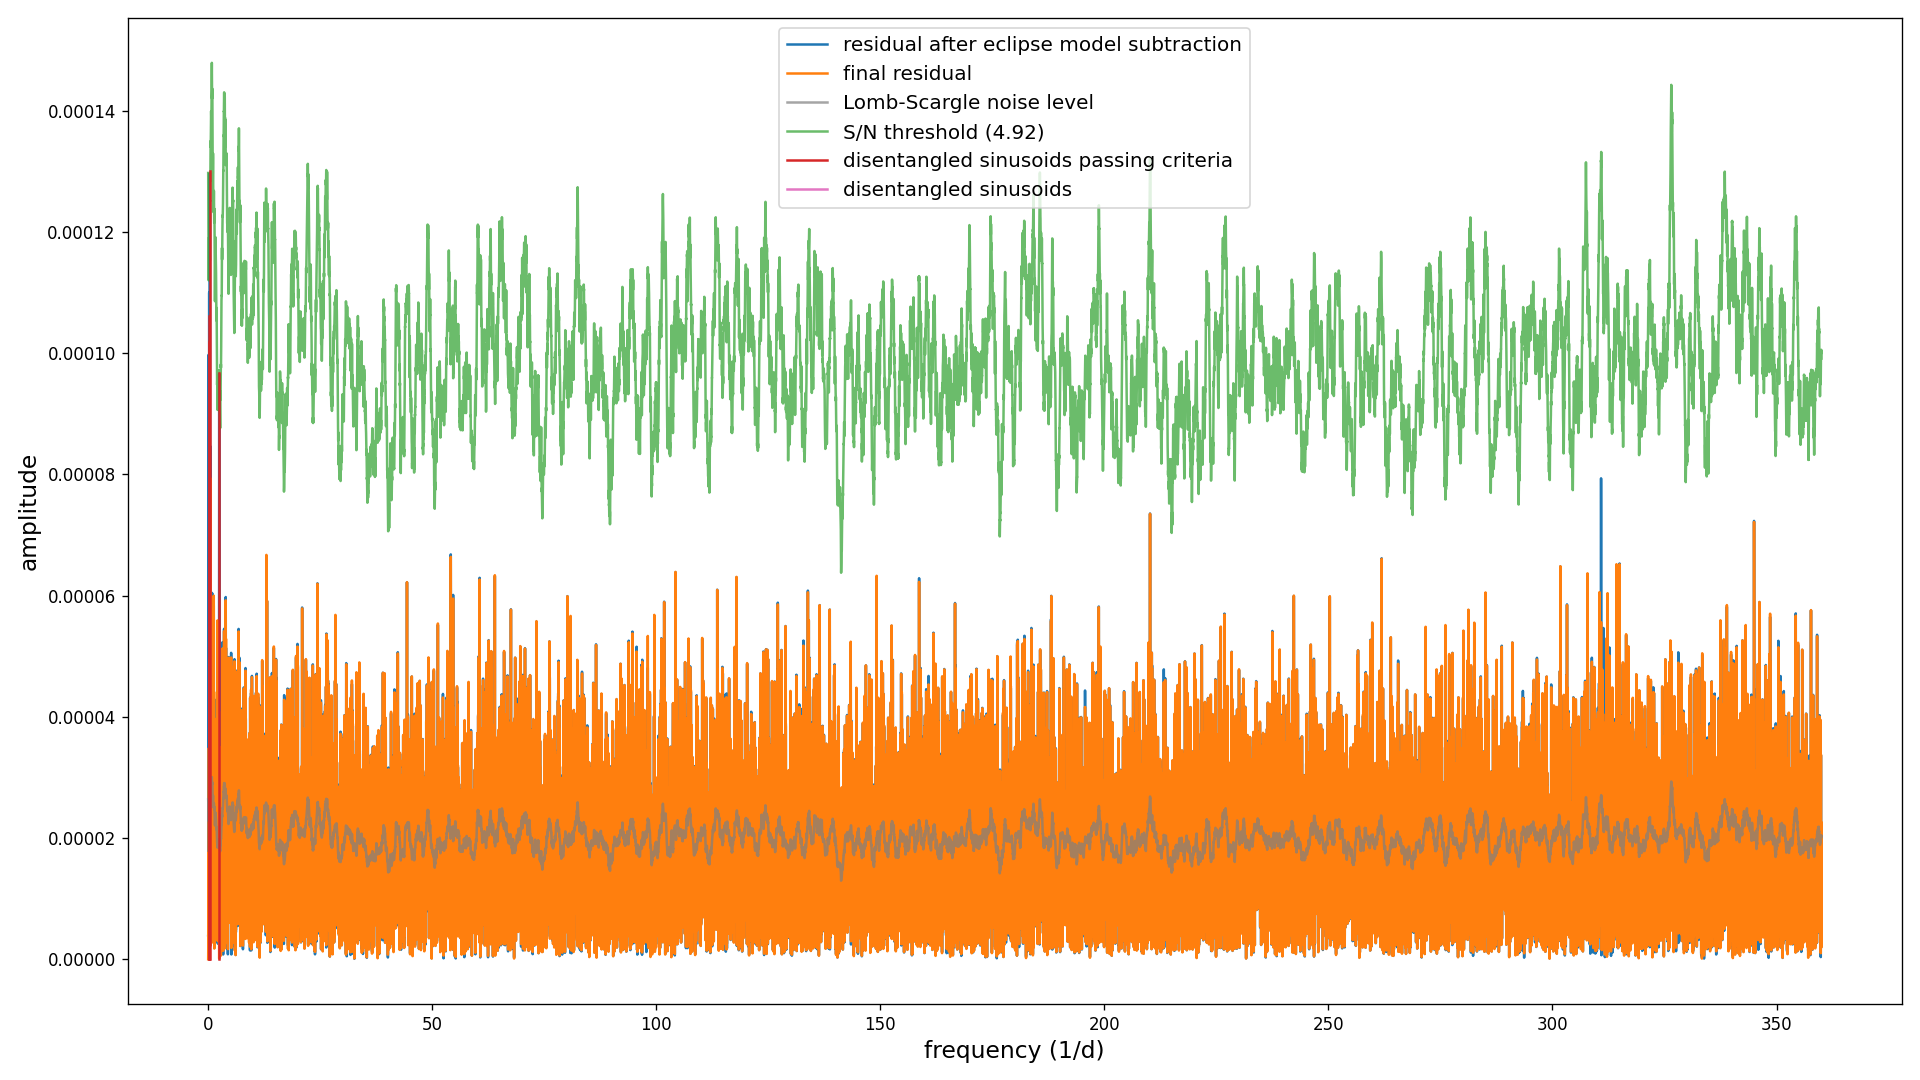 residual after eclipse model subtraction
final residual
Lomb-Scargle noise level
S/N threshold (4.92)
disentangled sinusoids passing criteria
disentangled sinusoids
0.00014
0.00012
0.00010
0.00008
0.00006
0.00004
0.00002
0.00000
amplitude
0 50 100 150 200 250 300 350
frequency (1/d)